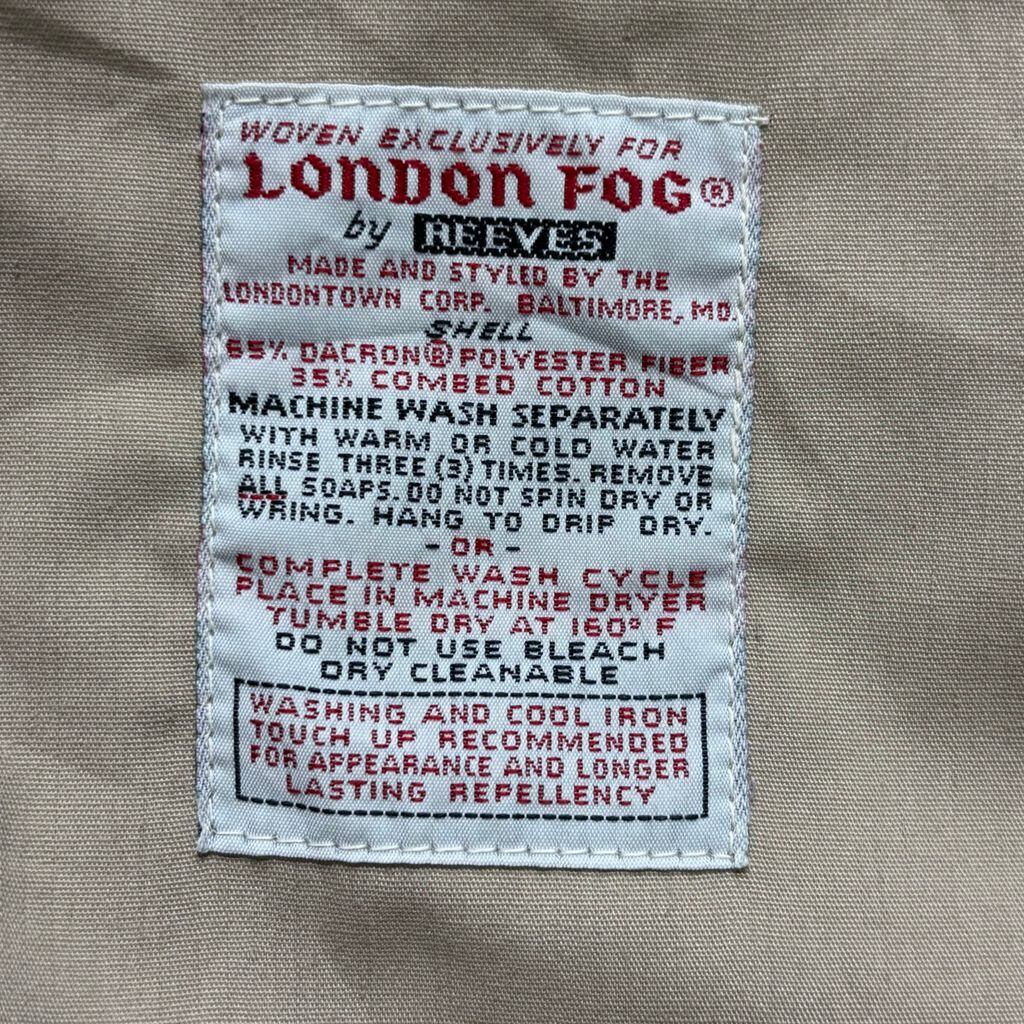 WOVEN EXCLUSIVELY FOR
LONDON FOG®
by REEVES
MADE AND STYLED BY THE
LONDONTOWN CORP. BALTIMORE, MD.
SHELL
65% DACRON® POLYESTER FIBER
35% COMBED COTTON
MACHINE WASH SEPARATELY
WITH WARM OR COLD WATER
RINSE THREE (3) TIMES. REMOVE
ALL SOAPS. DO NOT SPIN DRY OR
WRING. HANG TO DRIP DRY.
- OR -
COMPLETE WASH CYCLE
PLACE IN MACHINE DRYER
TUMBLE DRY AT 160° F
DO NOT USE BLEACH
DRY CLEANABLE
WASHING AND COOL IRON
TOUCH UP RECOMMENDED
FOR APPEARANCE AND LONGER
LASTING REPELLENCY